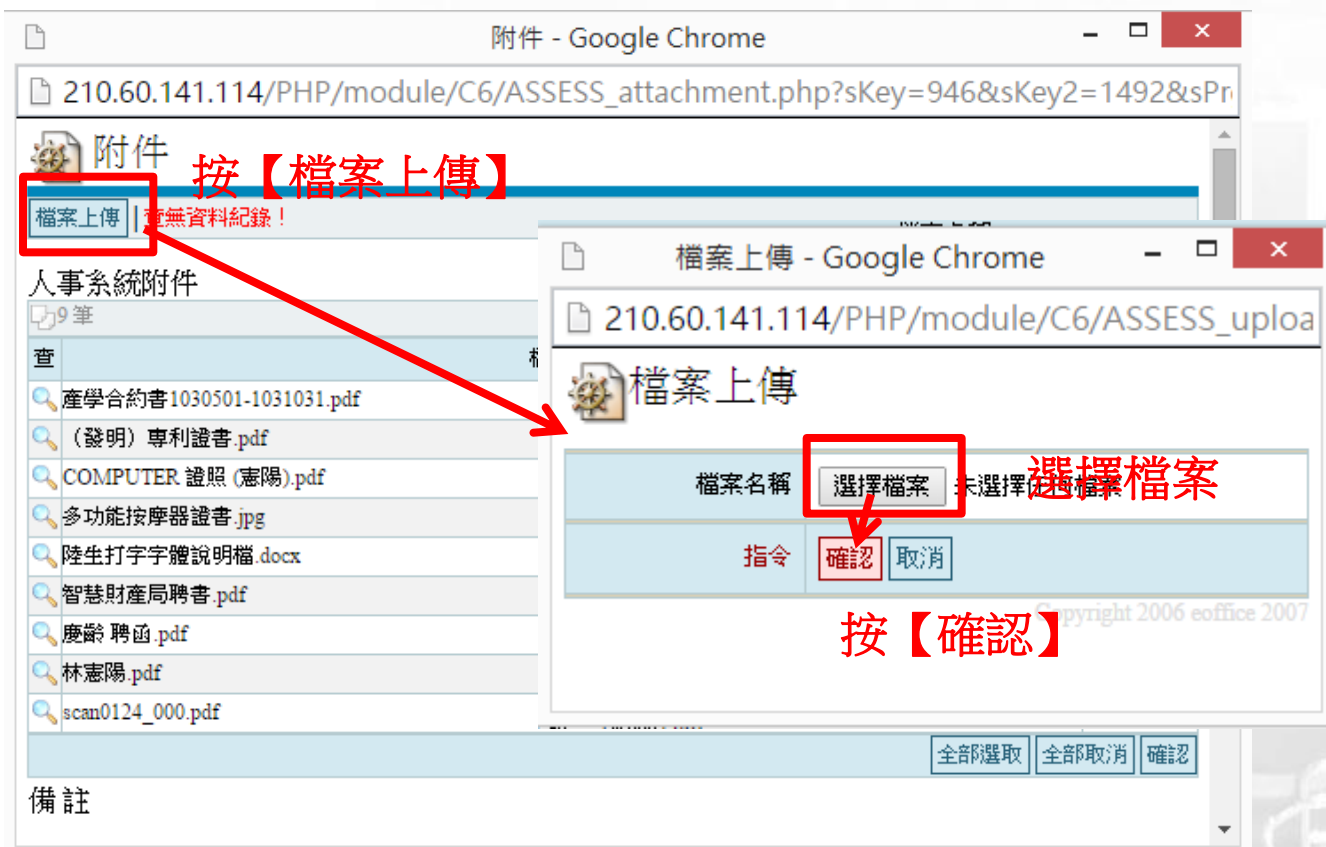 附件 - Google Chrome
210.60.141.114/PHP/module/C6/ASSESS_attachment.php?sKey=946&sKey2=1492&sPr
附件
按【檔案上傳】
檔案上傳
查無資料紀錄！
人事系統附件
9 筆
查
產學合約書1030501-1031031.pdf
（發明）專利證書.pdf
COMPUTER 證照 (憲陽).pdf
多功能按摩器證書.jpg
陸生打字字體說明檔.docx
智慧財產局聘書.pdf
慶齡 聘函.pdf
林憲陽.pdf
scan0124_000.pdf
全部選取 全部取消 確認
備註
檔案上傳 - Google Chrome
210.60.141.114/PHP/module/C6/ASSESS_uploa
檔案上傳
檔案名稱 選擇檔案 未選擇任何檔案
選擇檔案
指令 確認 取消
Copyright 2006 eoffice 2007
按【確認】